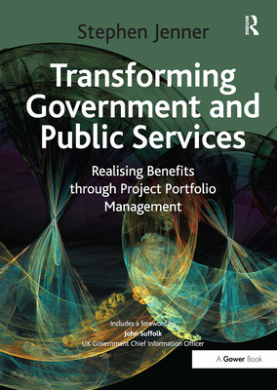 Stephen Jenner
R
Transforming
Government and
Public Services
Realising Benefits
through Project Portfolio
Management
Includes a foreword by
John Suffolk
UK Government Chief Information Officer
A Gower Book